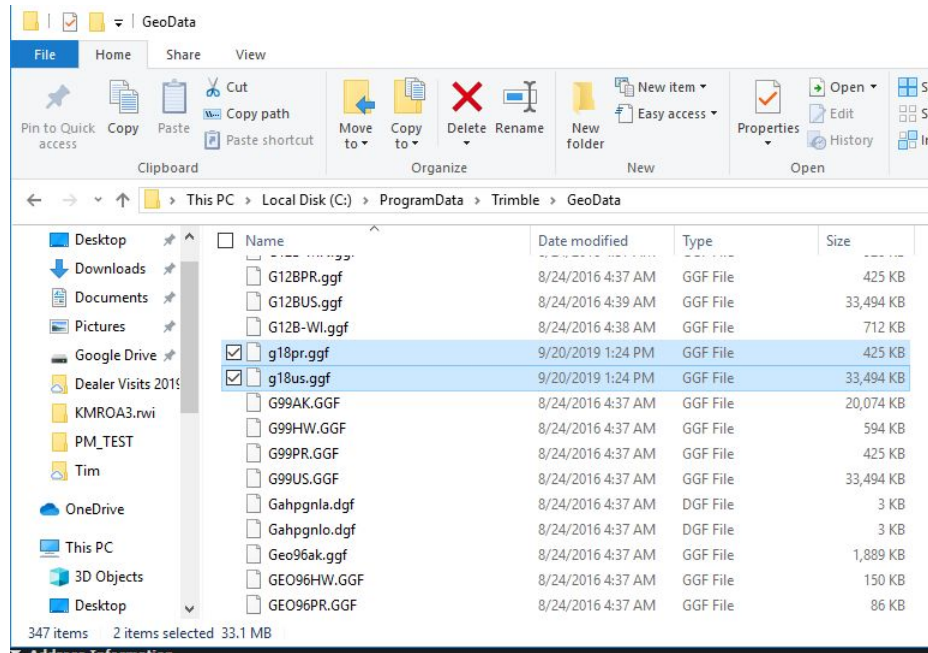 GeoData
File Home Share View
Pin to Quick access
Copy
Paste
Cut
Copy path
Paste shortcut
Clipboard
Move to
Copy to
Delete
Rename
Organize
New folder
New item
Easy access
New
Properties
Open
Edit
History
Open
This PC > Local Disk (C:) > ProgramData > Trimble > GeoData
Desktop
Downloads
Documents
Pictures
Google Drive
Dealer Visits 2019
KMROA3.rwi
PM_TEST
Tim
OneDrive
This PC
3D Objects
Desktop
Name Date modified Type Size
G12BPR.ggf 8/24/2016 4:37 AM GGF File 425 KB
G12BUS.ggf 8/24/2016 4:39 AM GGF File 33,494 KB
G12B-WI.ggf 8/24/2016 4:38 AM GGF File 712 KB
g18pr.ggf 9/20/2019 1:24 PM GGF File 425 KB
g18us.ggf 9/20/2019 1:24 PM GGF File 33,494 KB
G99AK.GGF 8/24/2016 4:37 AM GGF File 20,074 KB
G99HW.GGF 8/24/2016 4:37 AM GGF File 594 KB
G99PR.GGF 8/24/2016 4:37 AM GGF File 425 KB
G99US.GGF 8/24/2016 4:37 AM GGF File 33,494 KB
Gahpgnla.dgf 8/24/2016 4:37 AM DGF File 3 KB
Gahpgnlo.dgf 8/24/2016 4:37 AM DGF File 3 KB
Geo96ak.ggf 8/24/2016 4:37 AM GGF File 1,889 KB
GEO96HW.GGF 8/24/2016 4:37 AM GGF File 150 KB
GEO96PR.GGF 8/24/2016 4:37 AM GGF File 86 KB
347 items 2 items selected 33.1 MB